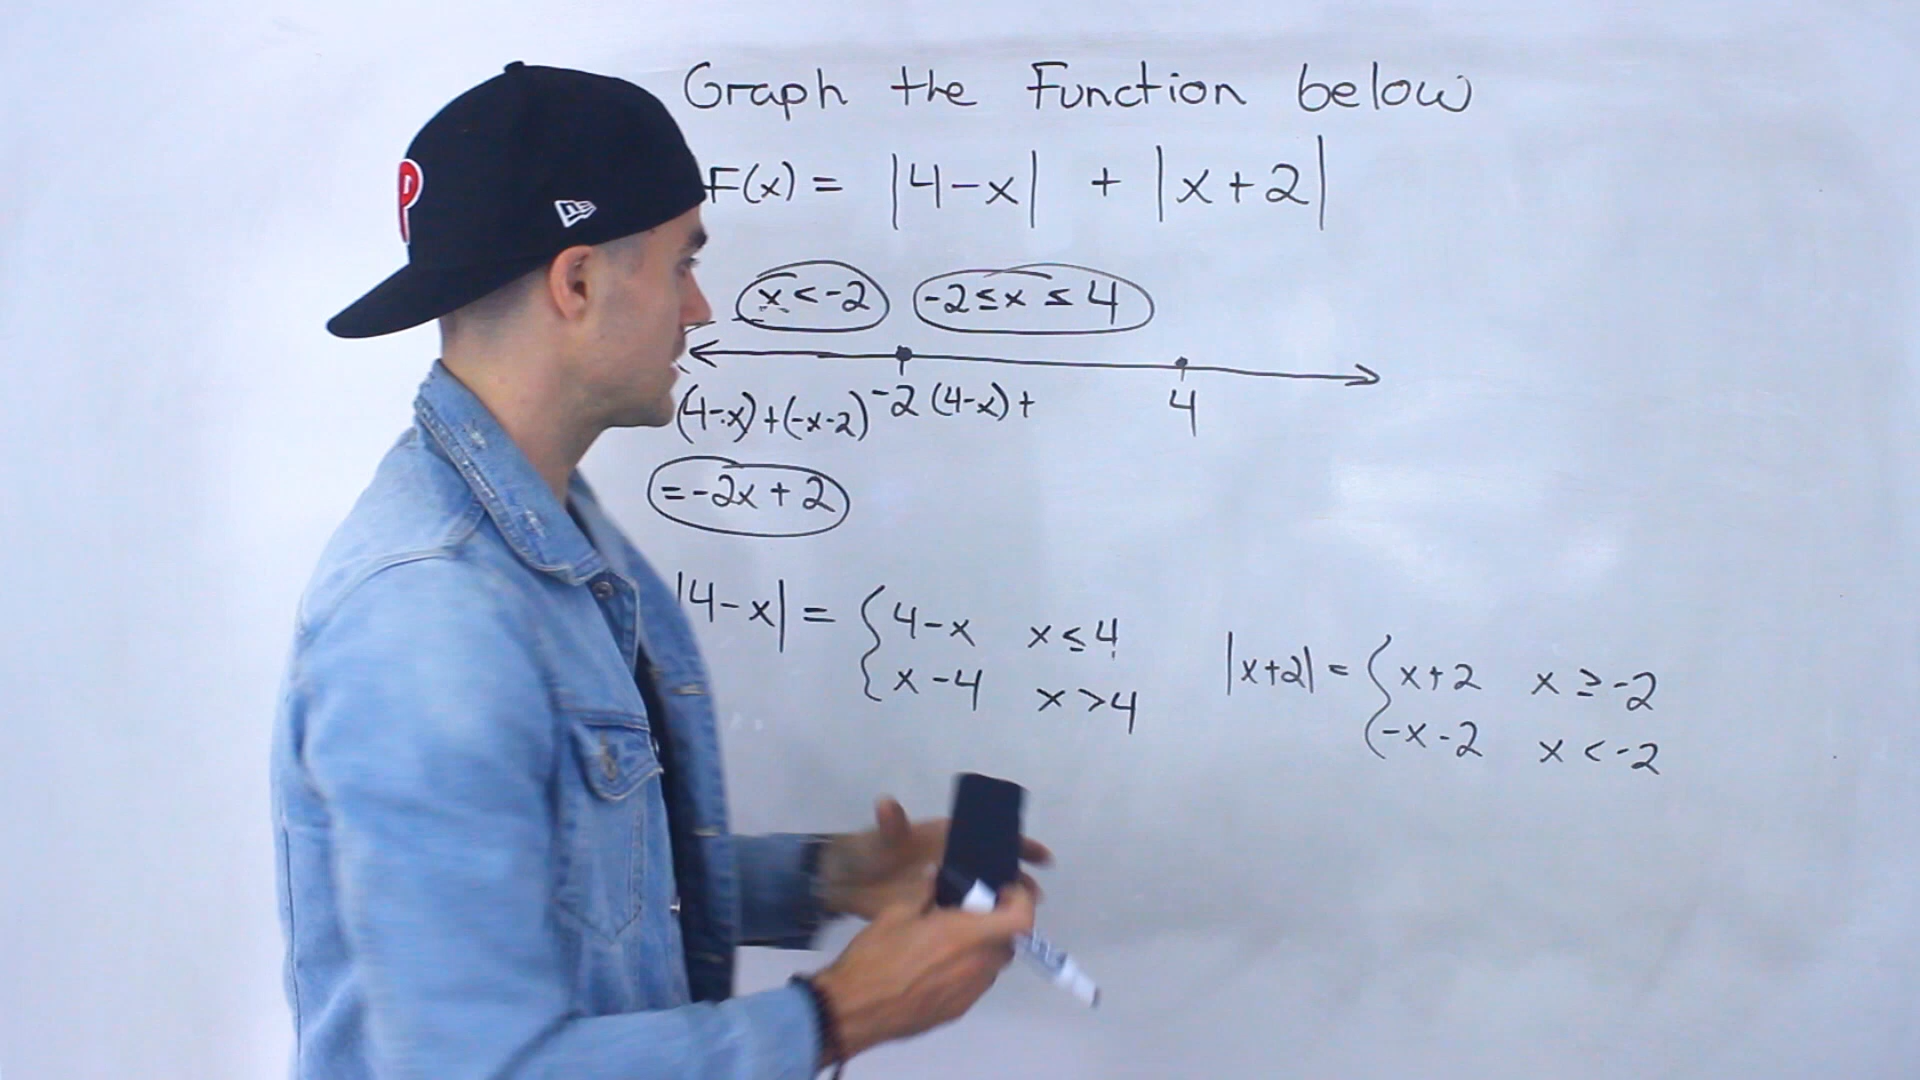 Graph the Function below
F(x) = |4-x| + |x+2|
x<-2 -2≤x≤4
-2 4
(4-x)+(-x-2) (4-x)+
=-2x+2
|4-x| = { 4-x x≤4
x-4 x>4
|x+2| = { x+2 x≥-2
-x-2 x<-2
P